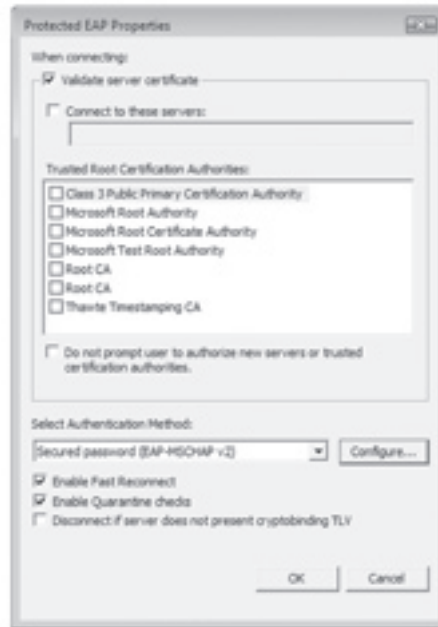 Protected EAP Properties
When connecting:
Validate server certificate
Connect to these servers:
Trusted Root Certification Authorities:
Class 3 Public Primary Certification Authority
Microsoft Root Authority
Microsoft Root Certificate Authority
Microsoft Test Root Authority
Root CA
Root CA
Thawte Timestamping CA
Do not prompt user to authorize new servers or trusted
certification authorities.
Select Authentication Method:
Secured password (EAP-MSCHAP v2)
Configure...
Enable Fast Reconnect
Enable Quarantine checks
Disconnect if server does not present cryptobinding TLV
OK
Cancel